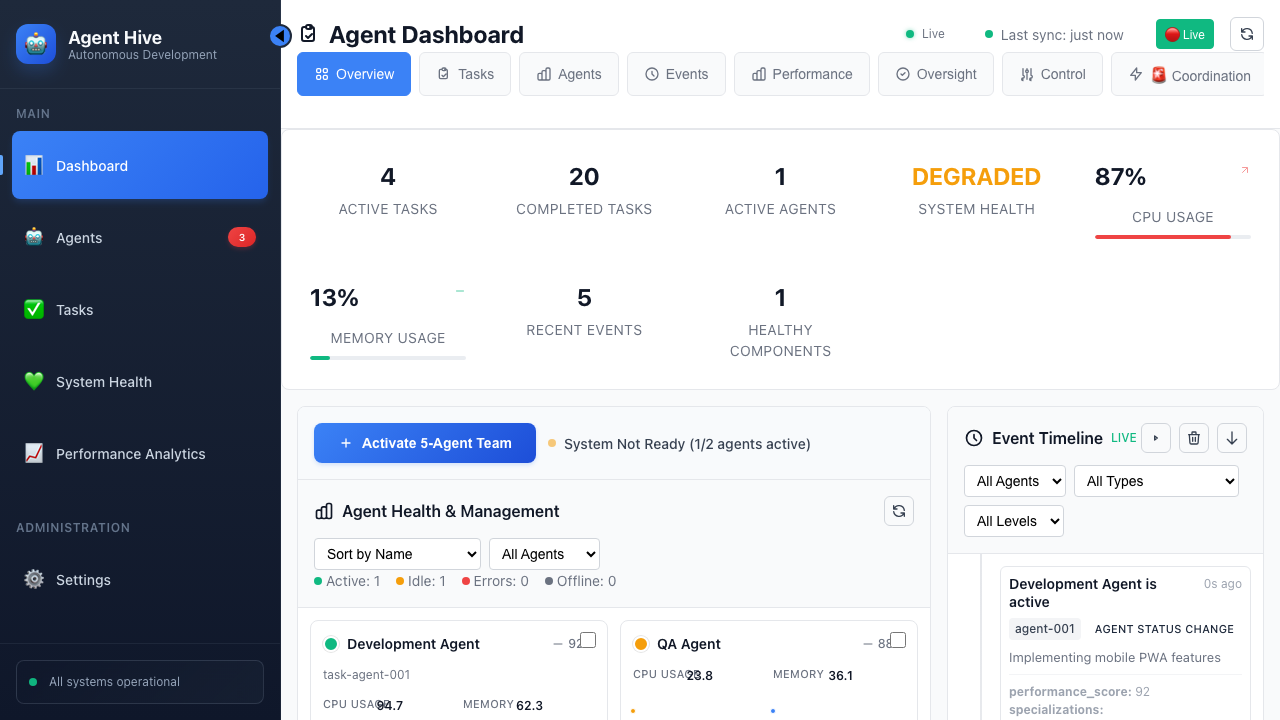 Agent Hive
Autonomous Development
MAIN
Dashboard
Agents
3
Tasks
System Health
Performance Analytics
ADMINISTRATION
Settings
All systems operational
Agent Dashboard
Live
Last sync: just now
Live
Overview
Tasks
Agents
Events
Performance
Oversight
Control
Coordination
4
ACTIVE TASKS
20
COMPLETED TASKS
1
ACTIVE AGENTS
DEGRADED
SYSTEM HEALTH
87%
CPU USAGE
13%
MEMORY USAGE
5
RECENT EVENTS
1
HEALTHY
COMPONENTS
Activate 5-Agent Team
System Not Ready (1/2 agents active)
Agent Health & Management
Sort by Name
All Agents
Active: 1
Idle: 1
Errors: 0
Offline: 0
Development Agent
— 92
task-agent-001
CPU USAGE
94.7
MEMORY
62.3
QA Agent
— 88
CPU USAGE
23.8
MEMORY
36.1
Event Timeline
LIVE
All Agents
All Types
All Levels
Development Agent is
active
0s ago
agent-001
AGENT STATUS CHANGE
Implementing mobile PWA features
performance_score: 92
specializations: